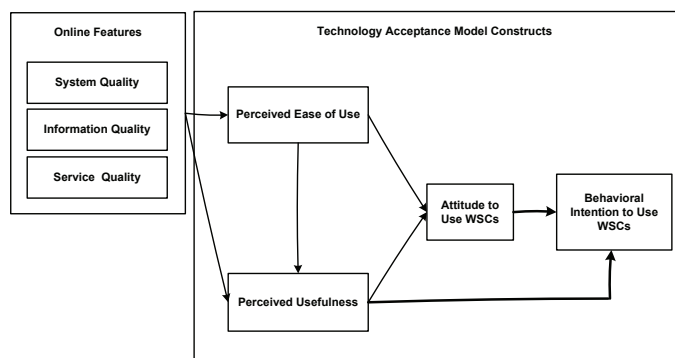 Online Features
System Quality
Information Quality
Service Quality
Technology Acceptance Model Constructs
Perceived Ease of Use
Perceived Usefulness
Attitude to
Use WSCs
Behavioral
Intention to Use
WSCs